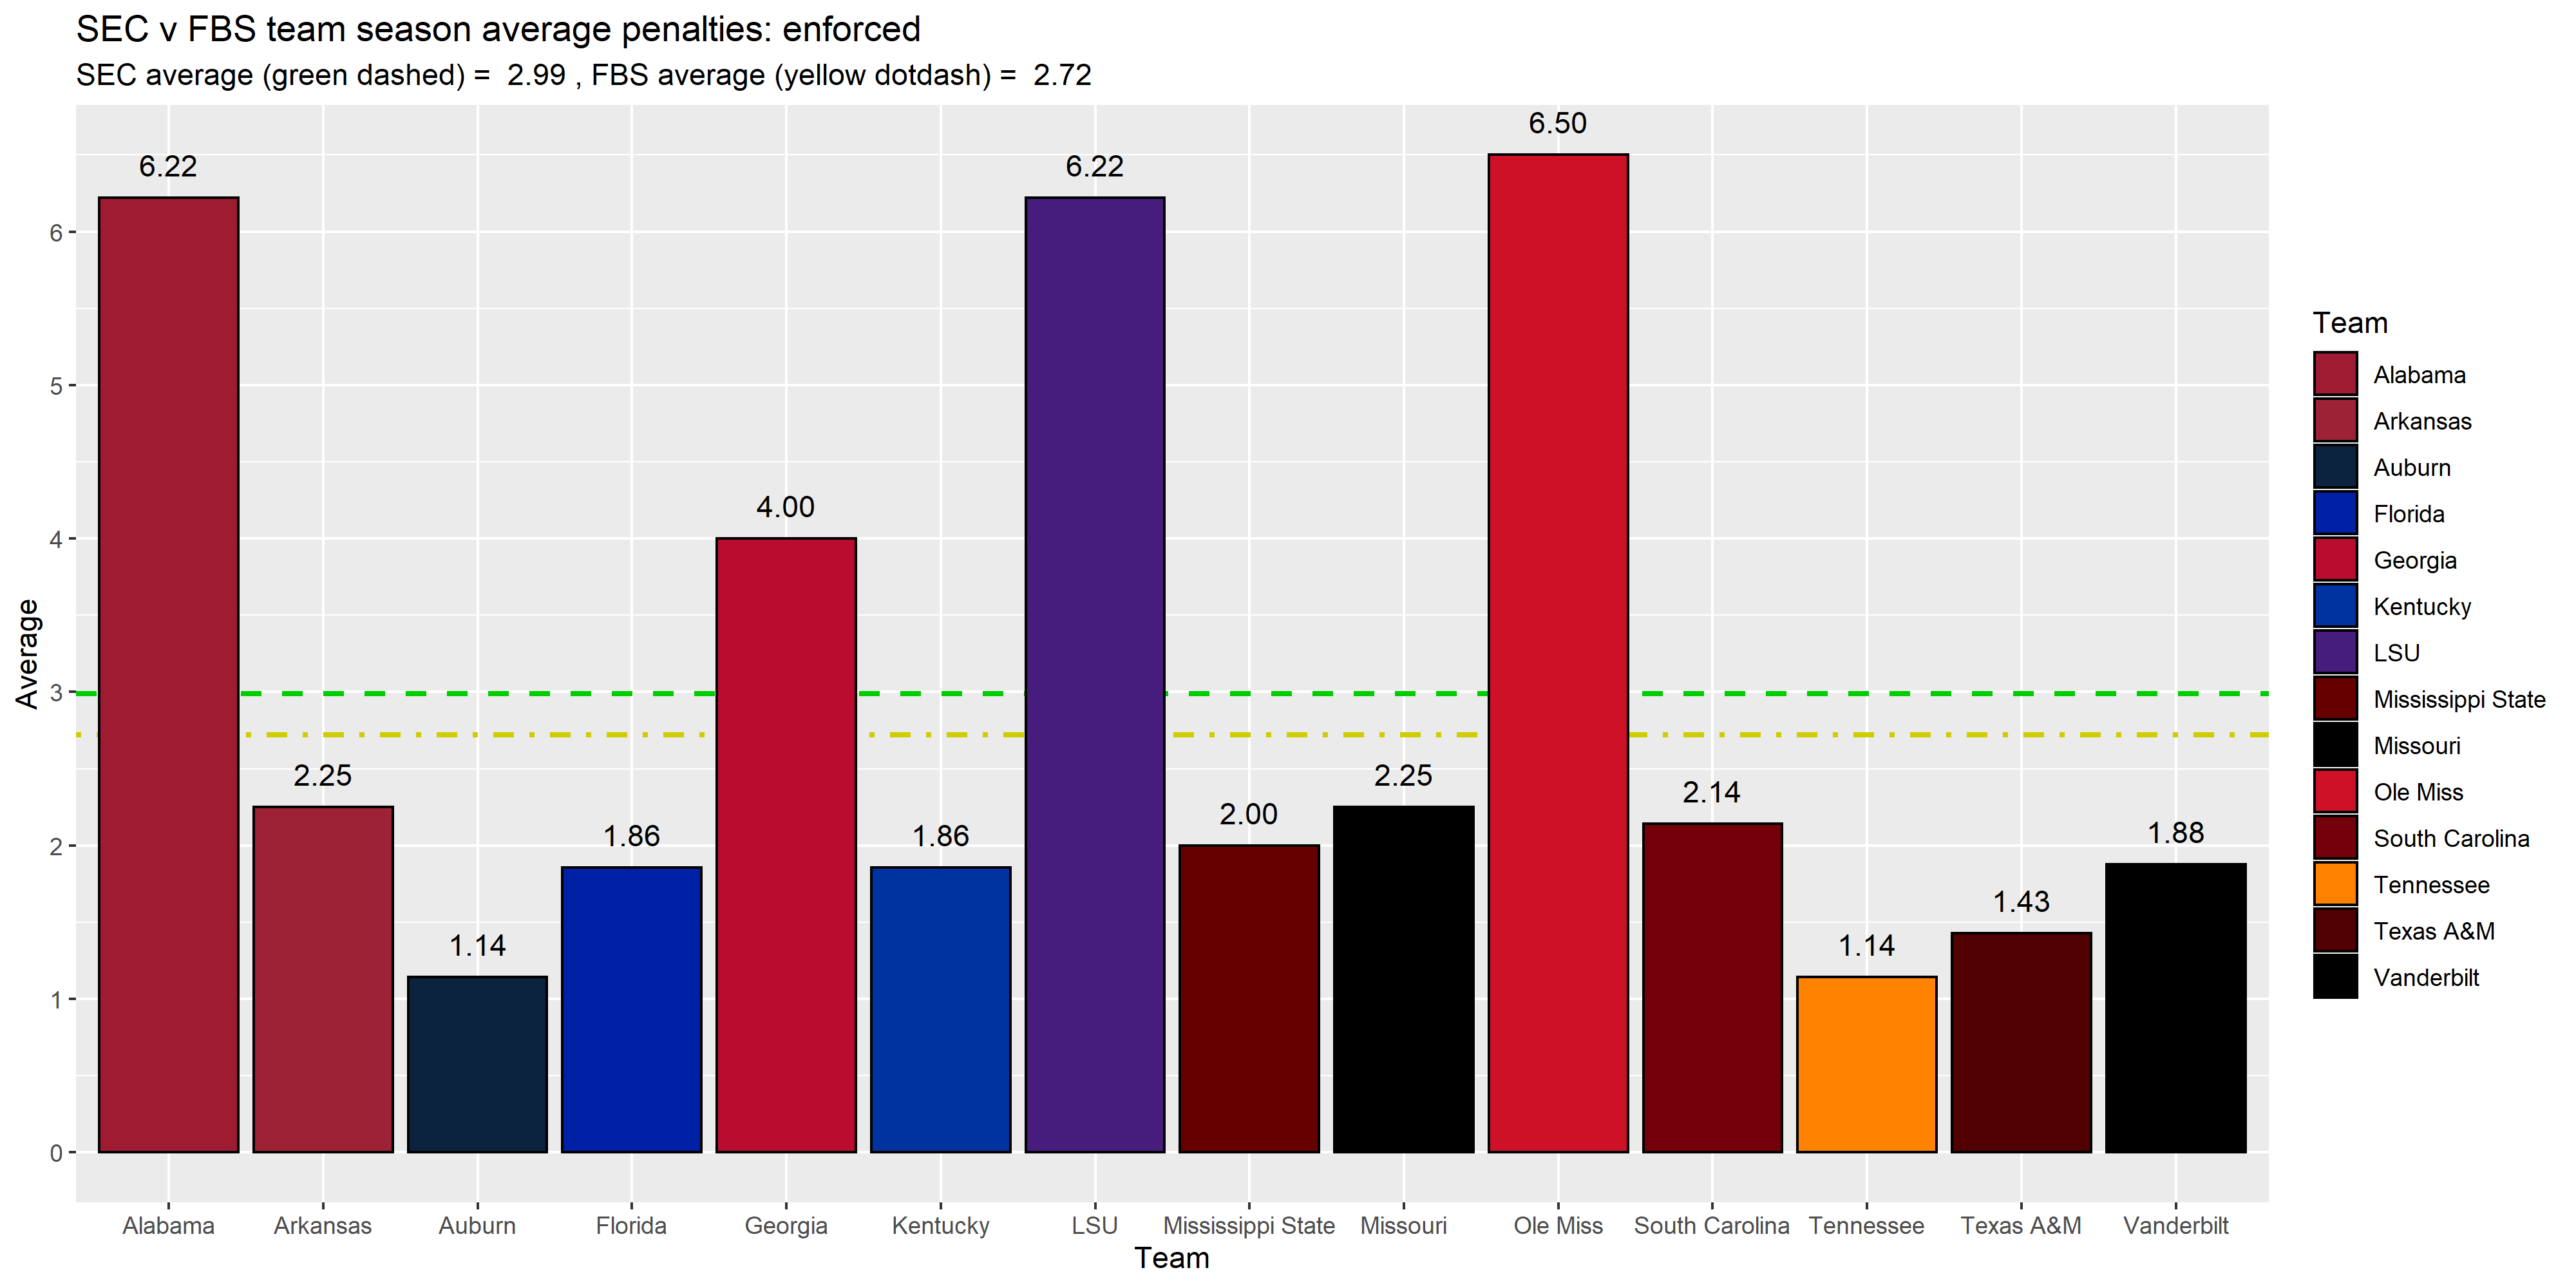 SEC v FBS team season average penalties: enforced
SEC average (green dashed) =  2.99 , FBS average (yellow dotdash) =  2.72
6.22
2.25
1.14
1.86
4.00
1.86
6.22
2.00
2.25
6.50
2.14
1.14
1.43
1.88
Average
6
5
4
3
2
1
0
Alabama
Arkansas
Auburn
Florida
Georgia
Kentucky
LSU
Mississippi State
Missouri
Ole Miss
South Carolina
Tennessee
Texas A&M
Vanderbilt
Team
Team
Alabama
Arkansas
Auburn
Florida
Georgia
Kentucky
LSU
Mississippi State
Missouri
Ole Miss
South Carolina
Tennessee
Texas A&M
Vanderbilt